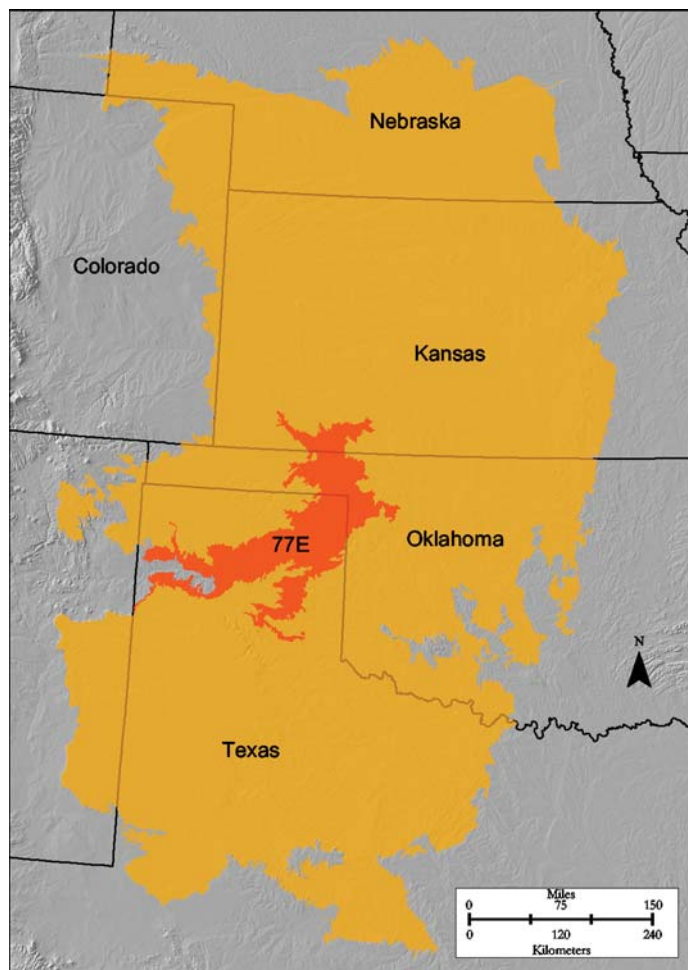 Nebraska
Colorado
Kansas
77E
Oklahoma
N
Texas
Miles
0 75 150
0 120 240
Kilometers